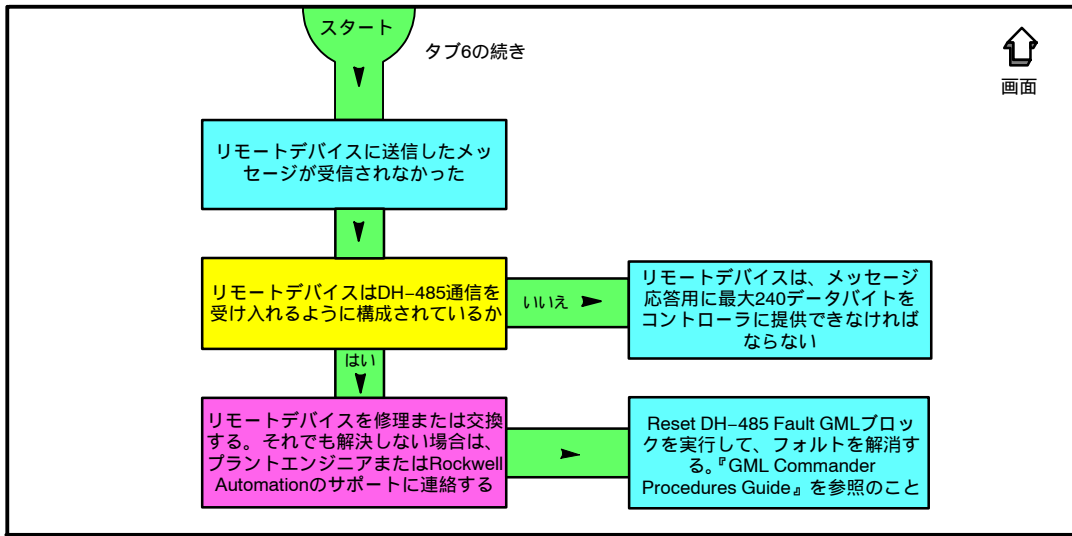 スタート
タブ6の続き
画面
リモートデバイスに送信したメッ
セージが受信されなかった
リモートデバイスはDH–485通信を
受け入れるように構成されているか
いいえ
リモートデバイスは、メッセージ
応答用に最大240データバイトを
コントローラに提供できなければ
ならない
はい
リモートデバイスを修理または交換
する。それでも解決しない場合は、
プラントエンジニアまたはRockwell
Automationのサポートに連絡する
Reset DH–485 Fault GMLブロッ
クを実行して、フォルトを解消す
る。『GML Commander
Procedures Guide』を参照のこと